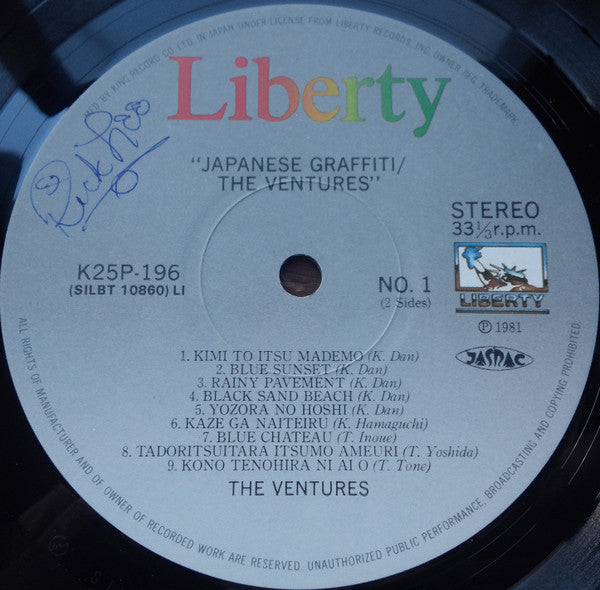 BY KING RECORD CO. LTD. IN JAPAN UNDER LICENSE FROM LIBERTY RECORDS, INC. OWNER REG. TRADEMARK
Liberty
"JAPANESE GRAFFITI/
THE VENTURES"
STEREO
33 1/3 r.p.m.
K25P-196
(SILBT 10860) LI
NO. 1
(2 Sides)
LIBERTY
Ⓟ 1981
JASRAC
1. KIMI TO ITSU MADEMO (K. Dan)
2. BLUE SUNSET (K. Dan)
3. RAINY PAVEMENT (K. Dan)
4. BLACK SAND BEACH (K. Dan)
5. YOZORA NO HOSHI (K. Dan)
6. KAZE GA NAITEIRU (K. Hamaguchi)
7. BLUE CHATEAU (T. Inoue)
8. TADORITSUITARA ITSUMO AMEURI (T. Yoshida)
9. KONO TENOHIRA NI AI O (T. Tone)
THE VENTURES
ALL RIGHTS OF MANUFACTURER AND OF OWNER OF RECORDED WORK ARE RESERVED. UNAUTHORIZED PUBLIC PERFORMANCE, BROADCASTING AND COPYING PROHIBITED.